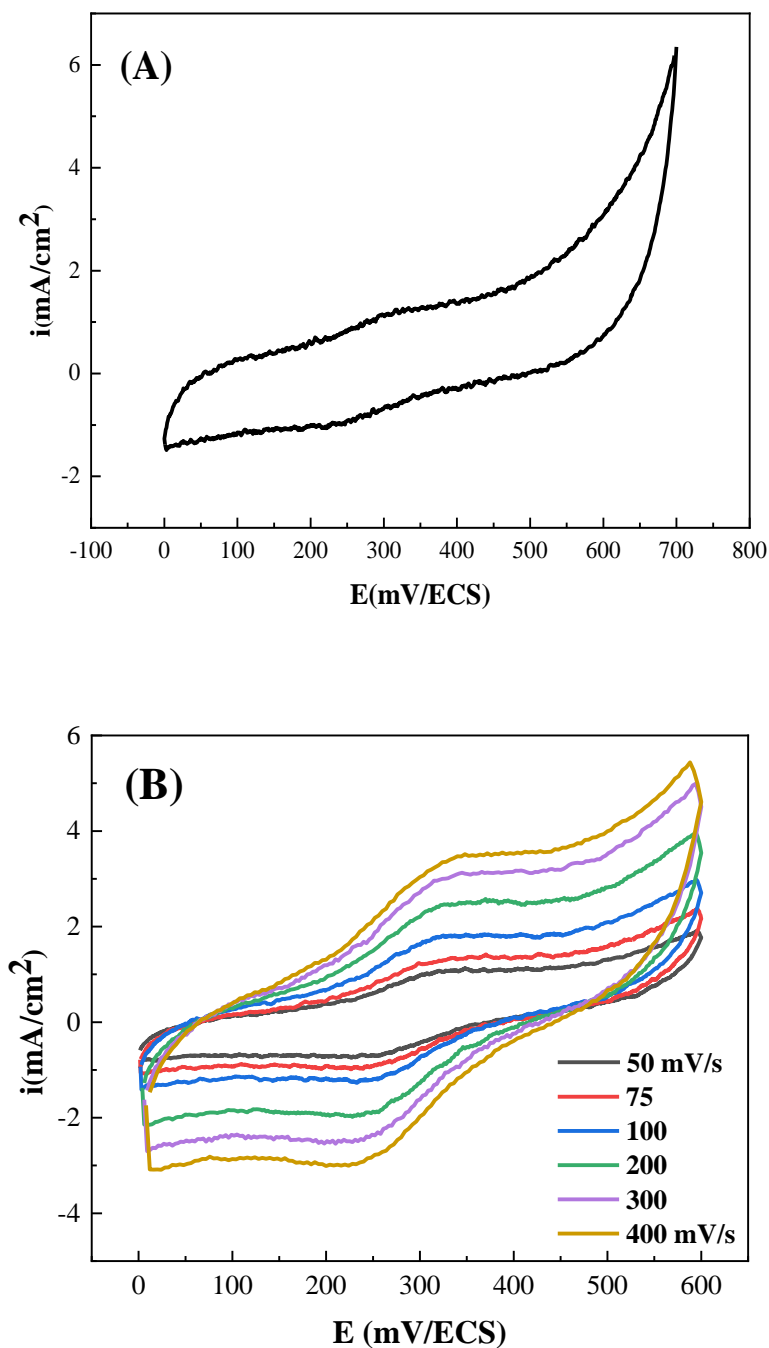 (A)
6
4
2
0
-2
i(mA/cm²)
-100 0 100 200 300 400 500 600 700 800
E(mV/ECS)
(B)
6
4
2
0
-2
-4
i(mA/cm²)
50 mV/s
75
100
200
300
400 mV/s
0 100 200 300 400 500 600
E (mV/ECS)